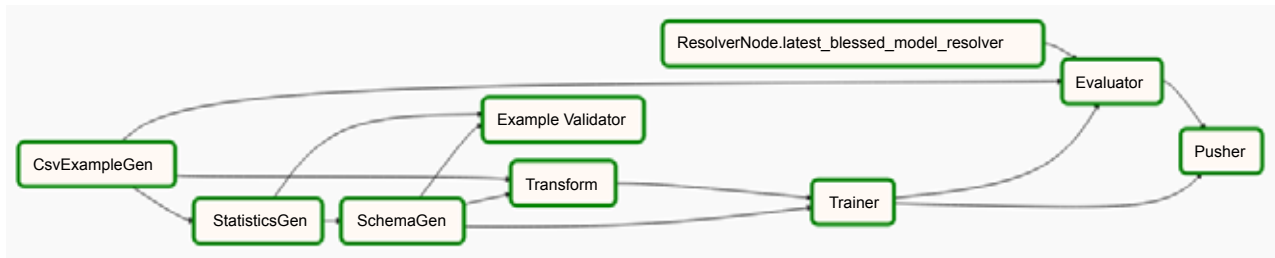 ResolverNode.latest_blessed_model_resolver
Evaluator
Example Validator
CsvExampleGen
Pusher
Transform
Trainer
StatisticsGen
SchemaGen